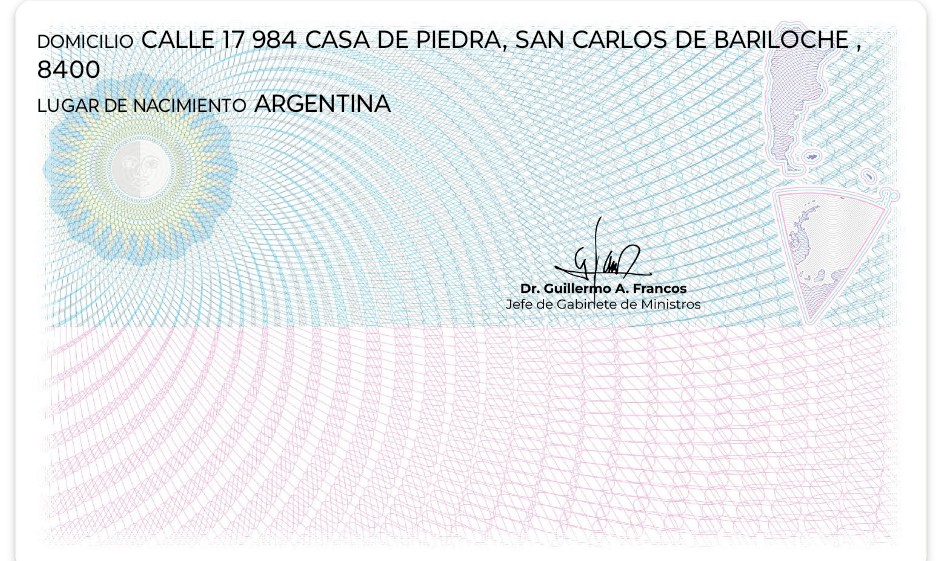 DOMICILIO CALLE 17 984 CASA DE PIEDRA, SAN CARLOS DE BARILOCHE ,
8400
LUGAR DE NACIMIENTO ARGENTINA
Dr. Guillermo A. Francos
Jefe de Gabinete de Ministros